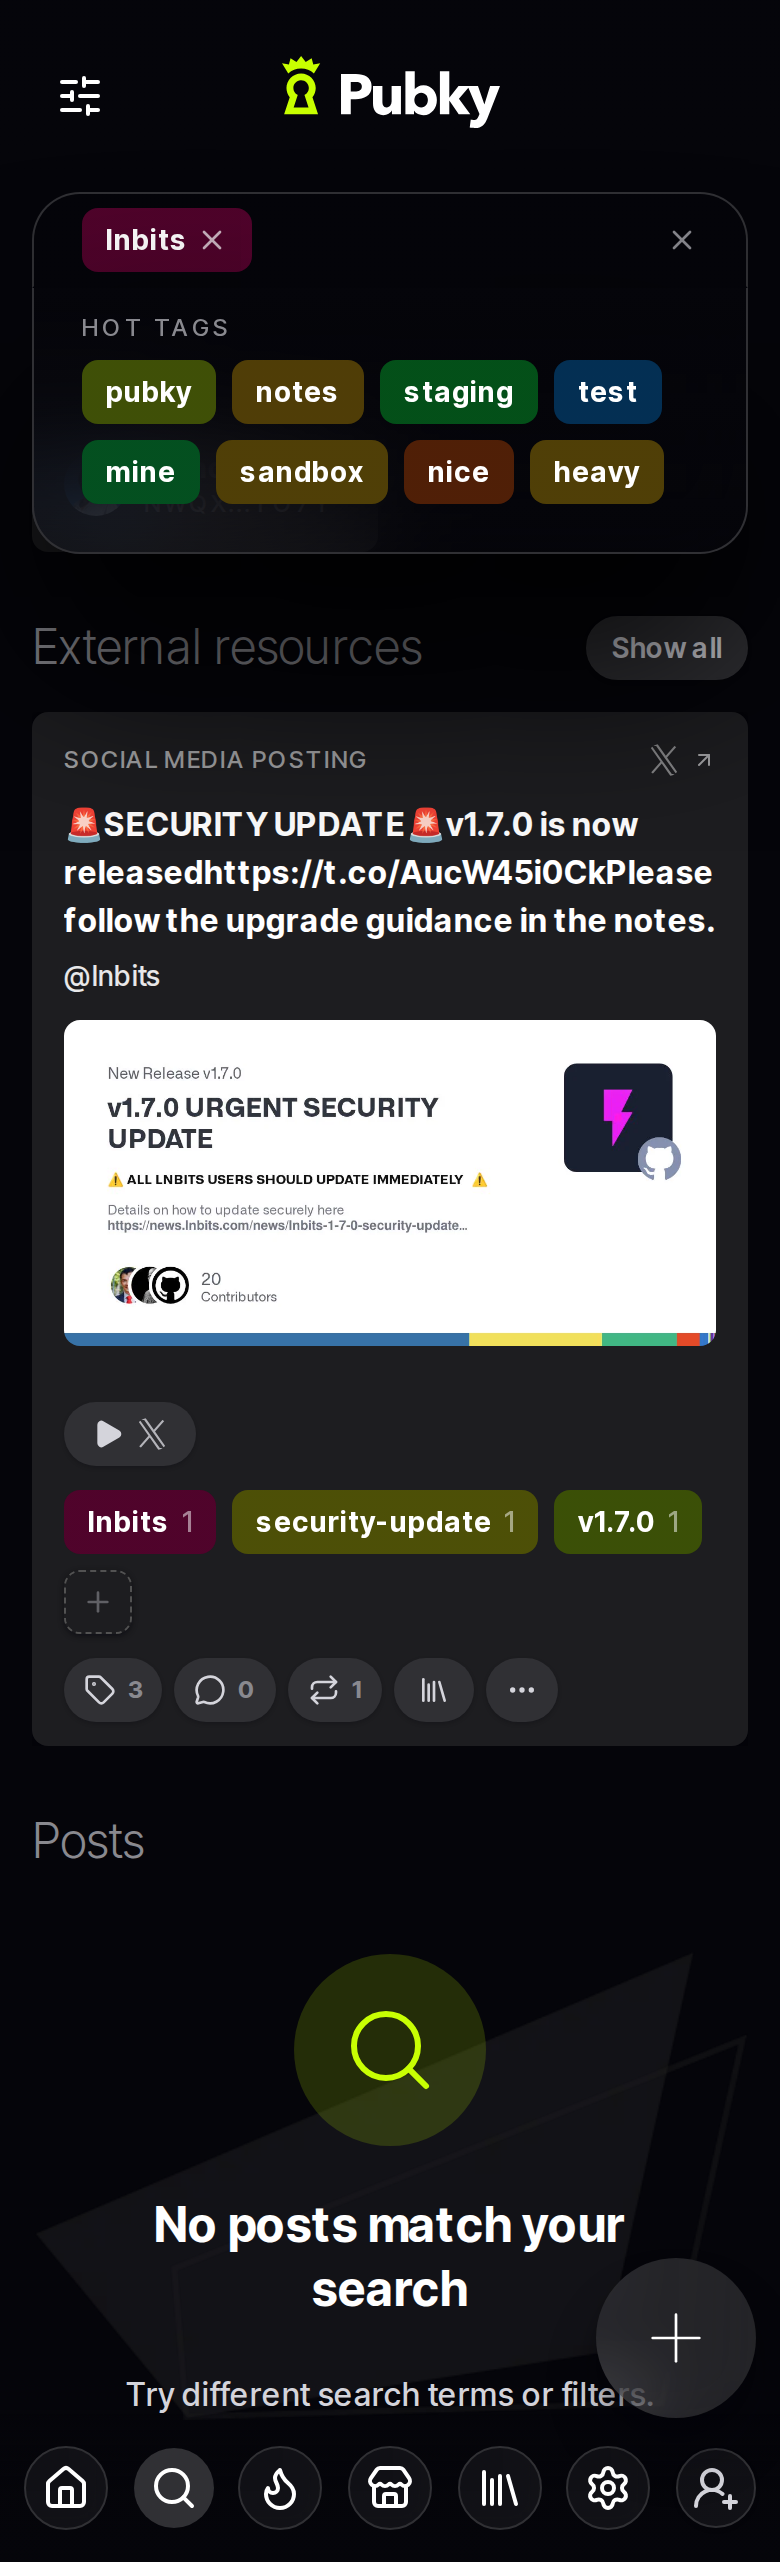 Pubky
lnbits
HOT TAGS
pubky
notes
staging
test
mine
sandbox
nice
heavy
External resources
Show all
SOCIAL MEDIA POSTING
🚨SECURITY UPDATE🚨v1.7.0 is now
releasedhttps://t.co/AucW45i0CkPlease
follow the upgrade guidance in the notes.
@lnbits
New Release v1.7.0
v1.7.0 URGENT SECURITY
UPDATE
⚠️ ALL LNBITS USERS SHOULD UPDATE IMMEDIATELY ⚠️
Details on how to update securely here
https://news.lnbits.com/news/lnbits-1-7-0-security-update...
20
Contributors
lnbits 1
security-update 1
v1.7.0 1
3
0
1
Posts
No posts match your
search
Try different search terms or filters.